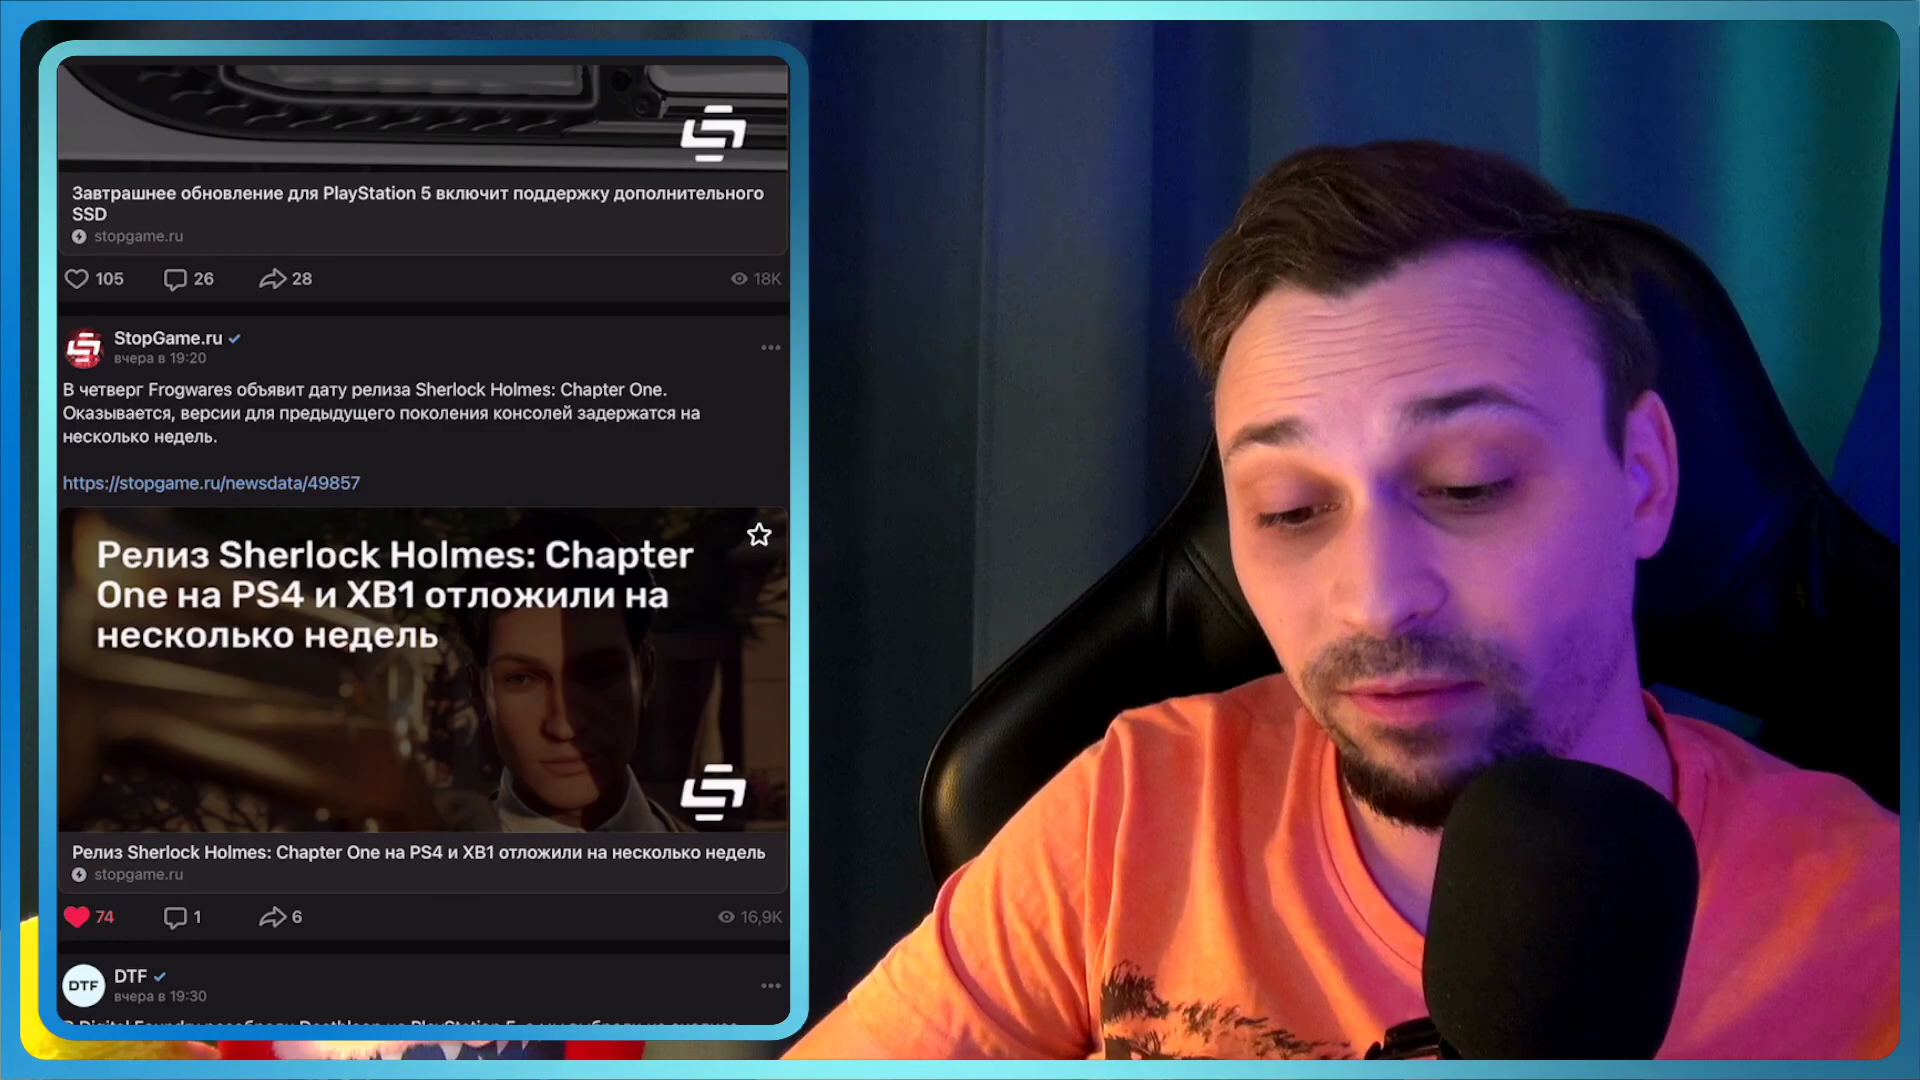 Завтрашнее обновление для PlayStation 5 включит поддержку дополнительного
SSD
stopgame.ru
105 26 28 18K
StopGame.ru
вчера в 19:20
В четверг Frogwares объявит дату релиза Sherlock Holmes: Chapter One.
Оказывается, версии для предыдущего поколения консолей задержатся на
несколько недель.
https://stopgame.ru/newsdata/49857
Релиз Sherlock Holmes: Chapter
One на PS4 и XB1 отложили на
несколько недель
Релиз Sherlock Holmes: Chapter One на PS4 и XB1 отложили на несколько недель
stopgame.ru
74 1 6 16,9K
DTF
DTF
вчера в 19:30